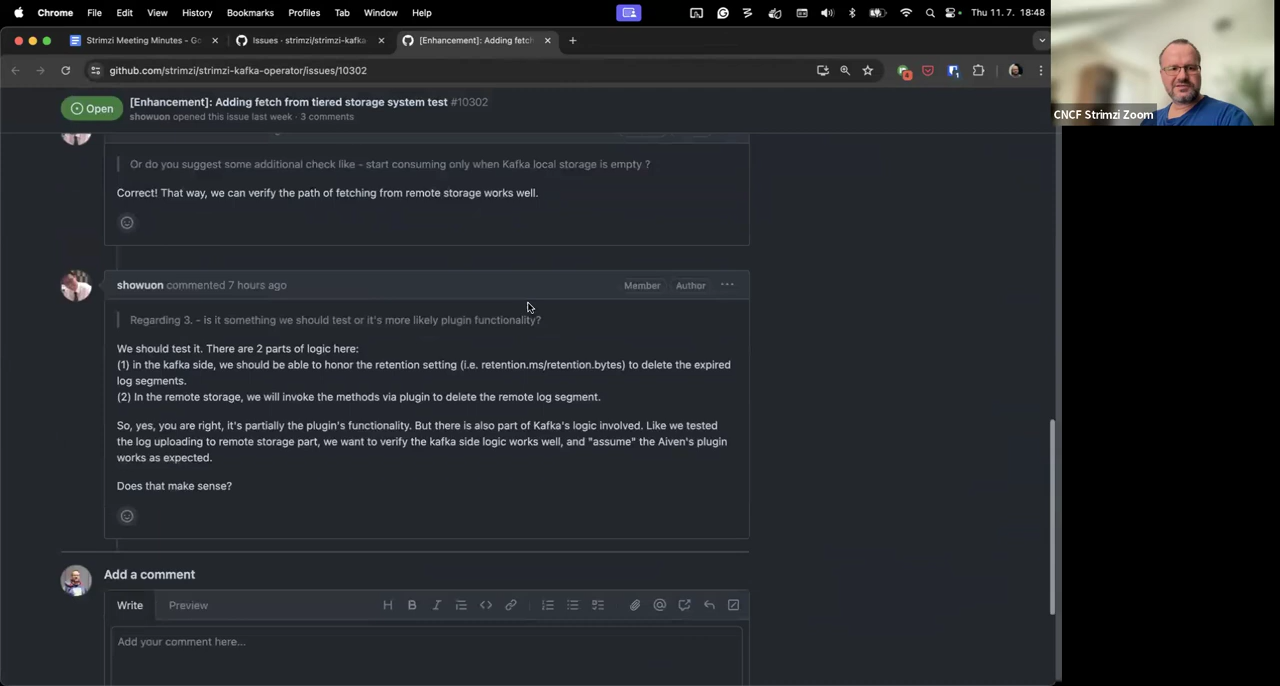 Chrome File Edit View History Bookmarks Profiles Tab Window Help Thu 11. 7. 18:48
Strimzi Meeting Minutes - Go Issues · strimzi/strimzi-kafka [Enhancement]: Adding fetch
github.com/strimzi/strimzi-kafka-operator/issues/10302
CNCF Strimzi Zoom
Open
[Enhancement]: Adding fetch from tiered storage system test #10302
showuon opened this issue last week · 3 comments
Or do you suggest some additional check like - start consuming only when Kafka local storage is empty ?
Correct! That way, we can verify the path of fetching from remote storage works well.
showuon commented 7 hours ago Member Author
Regarding 3. - is it something we should test or it's more likely plugin functionality?
We should test it. There are 2 parts of logic here:
(1) in the kafka side, we should be able to honor the retention setting (i.e. retention.ms/retention.bytes) to delete the expired
log segments.
(2) In the remote storage, we will invoke the methods via plugin to delete the remote log segment.
So, yes, you are right, it's partially the plugin's functionality. But there is also part of Kafka's logic involved. Like we tested
the log uploading to remote storage part, we want to verify the kafka side logic works well, and "assume" the Aiven's plugin
works as expected.
Does that make sense?
Add a comment
Write Preview
Add your comment here...